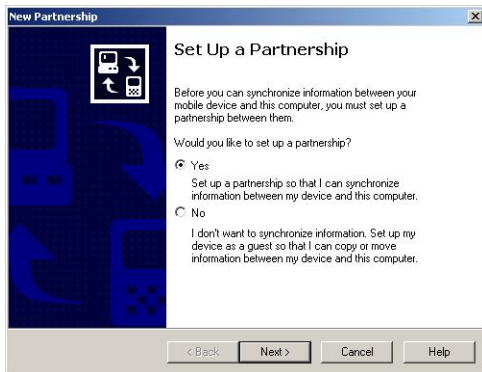 New Partnership
Set Up a Partnership
Before you can synchronize information between your
mobile device and this computer, you must set up a
partnership between them.
Would you like to set up a partnership?
Yes
Set up a partnership so that I can synchronize
information between my device and this computer.
No
I don't want to synchronize information. Set up my
device as a guest so that I can copy or move
information between my device and this computer.
< Back
Next >
Cancel
Help